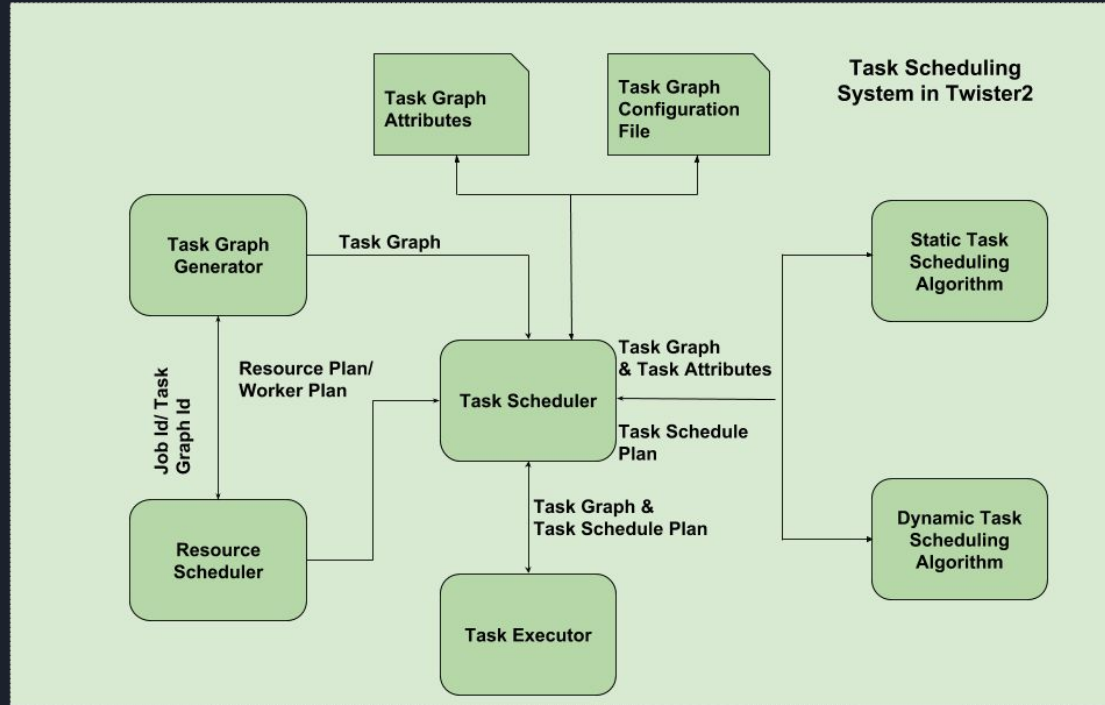 Task Scheduling
System in Twister2
Task Graph
Attributes
Task Graph
Configuration
File
Task Graph
Generator
Task Graph
Static Task
Scheduling
Algorithm
Job Id/ Task
Graph Id
Resource Plan/
Worker Plan
Task Scheduler
Task Graph
& Task Attributes
Task Schedule
Plan
Task Graph &
Task Schedule Plan
Resource
Scheduler
Dynamic Task
Scheduling
Algorithm
Task Executor